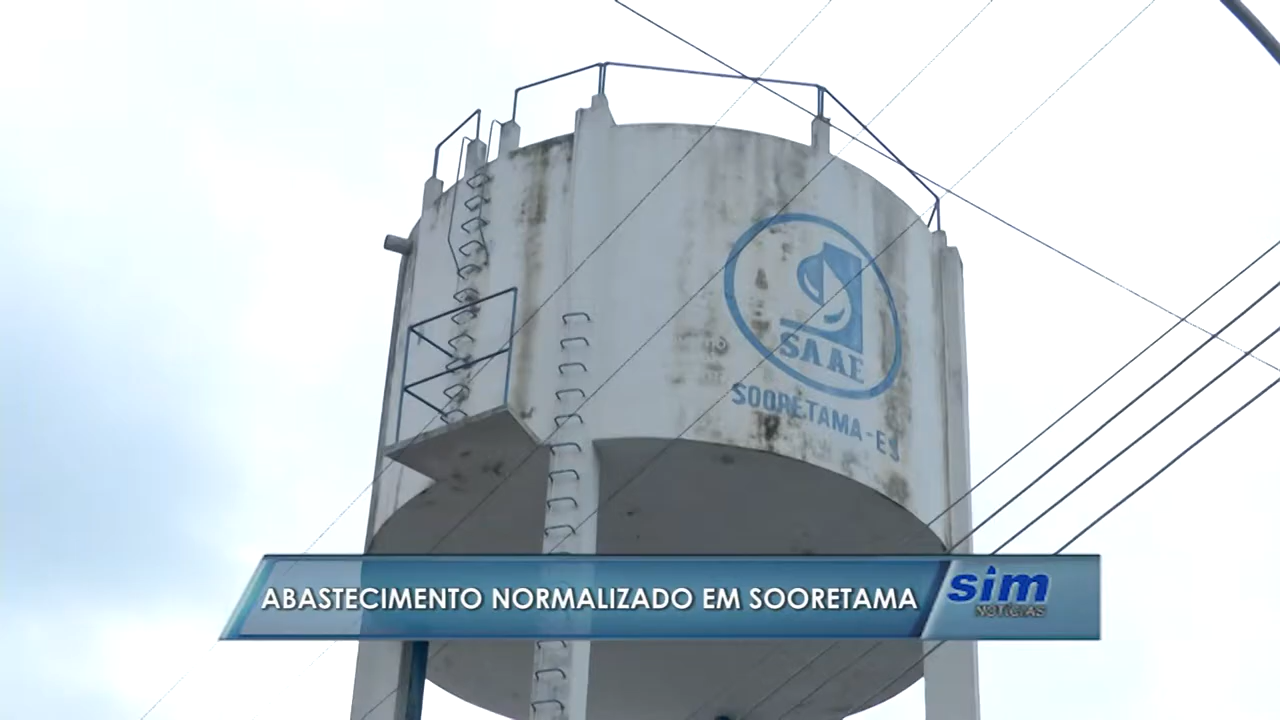 SAAE
SOORETAMA-ES
ABASTECIMENTO NORMALIZADO EM SOORETAMA
sim
NOTÍCIAS